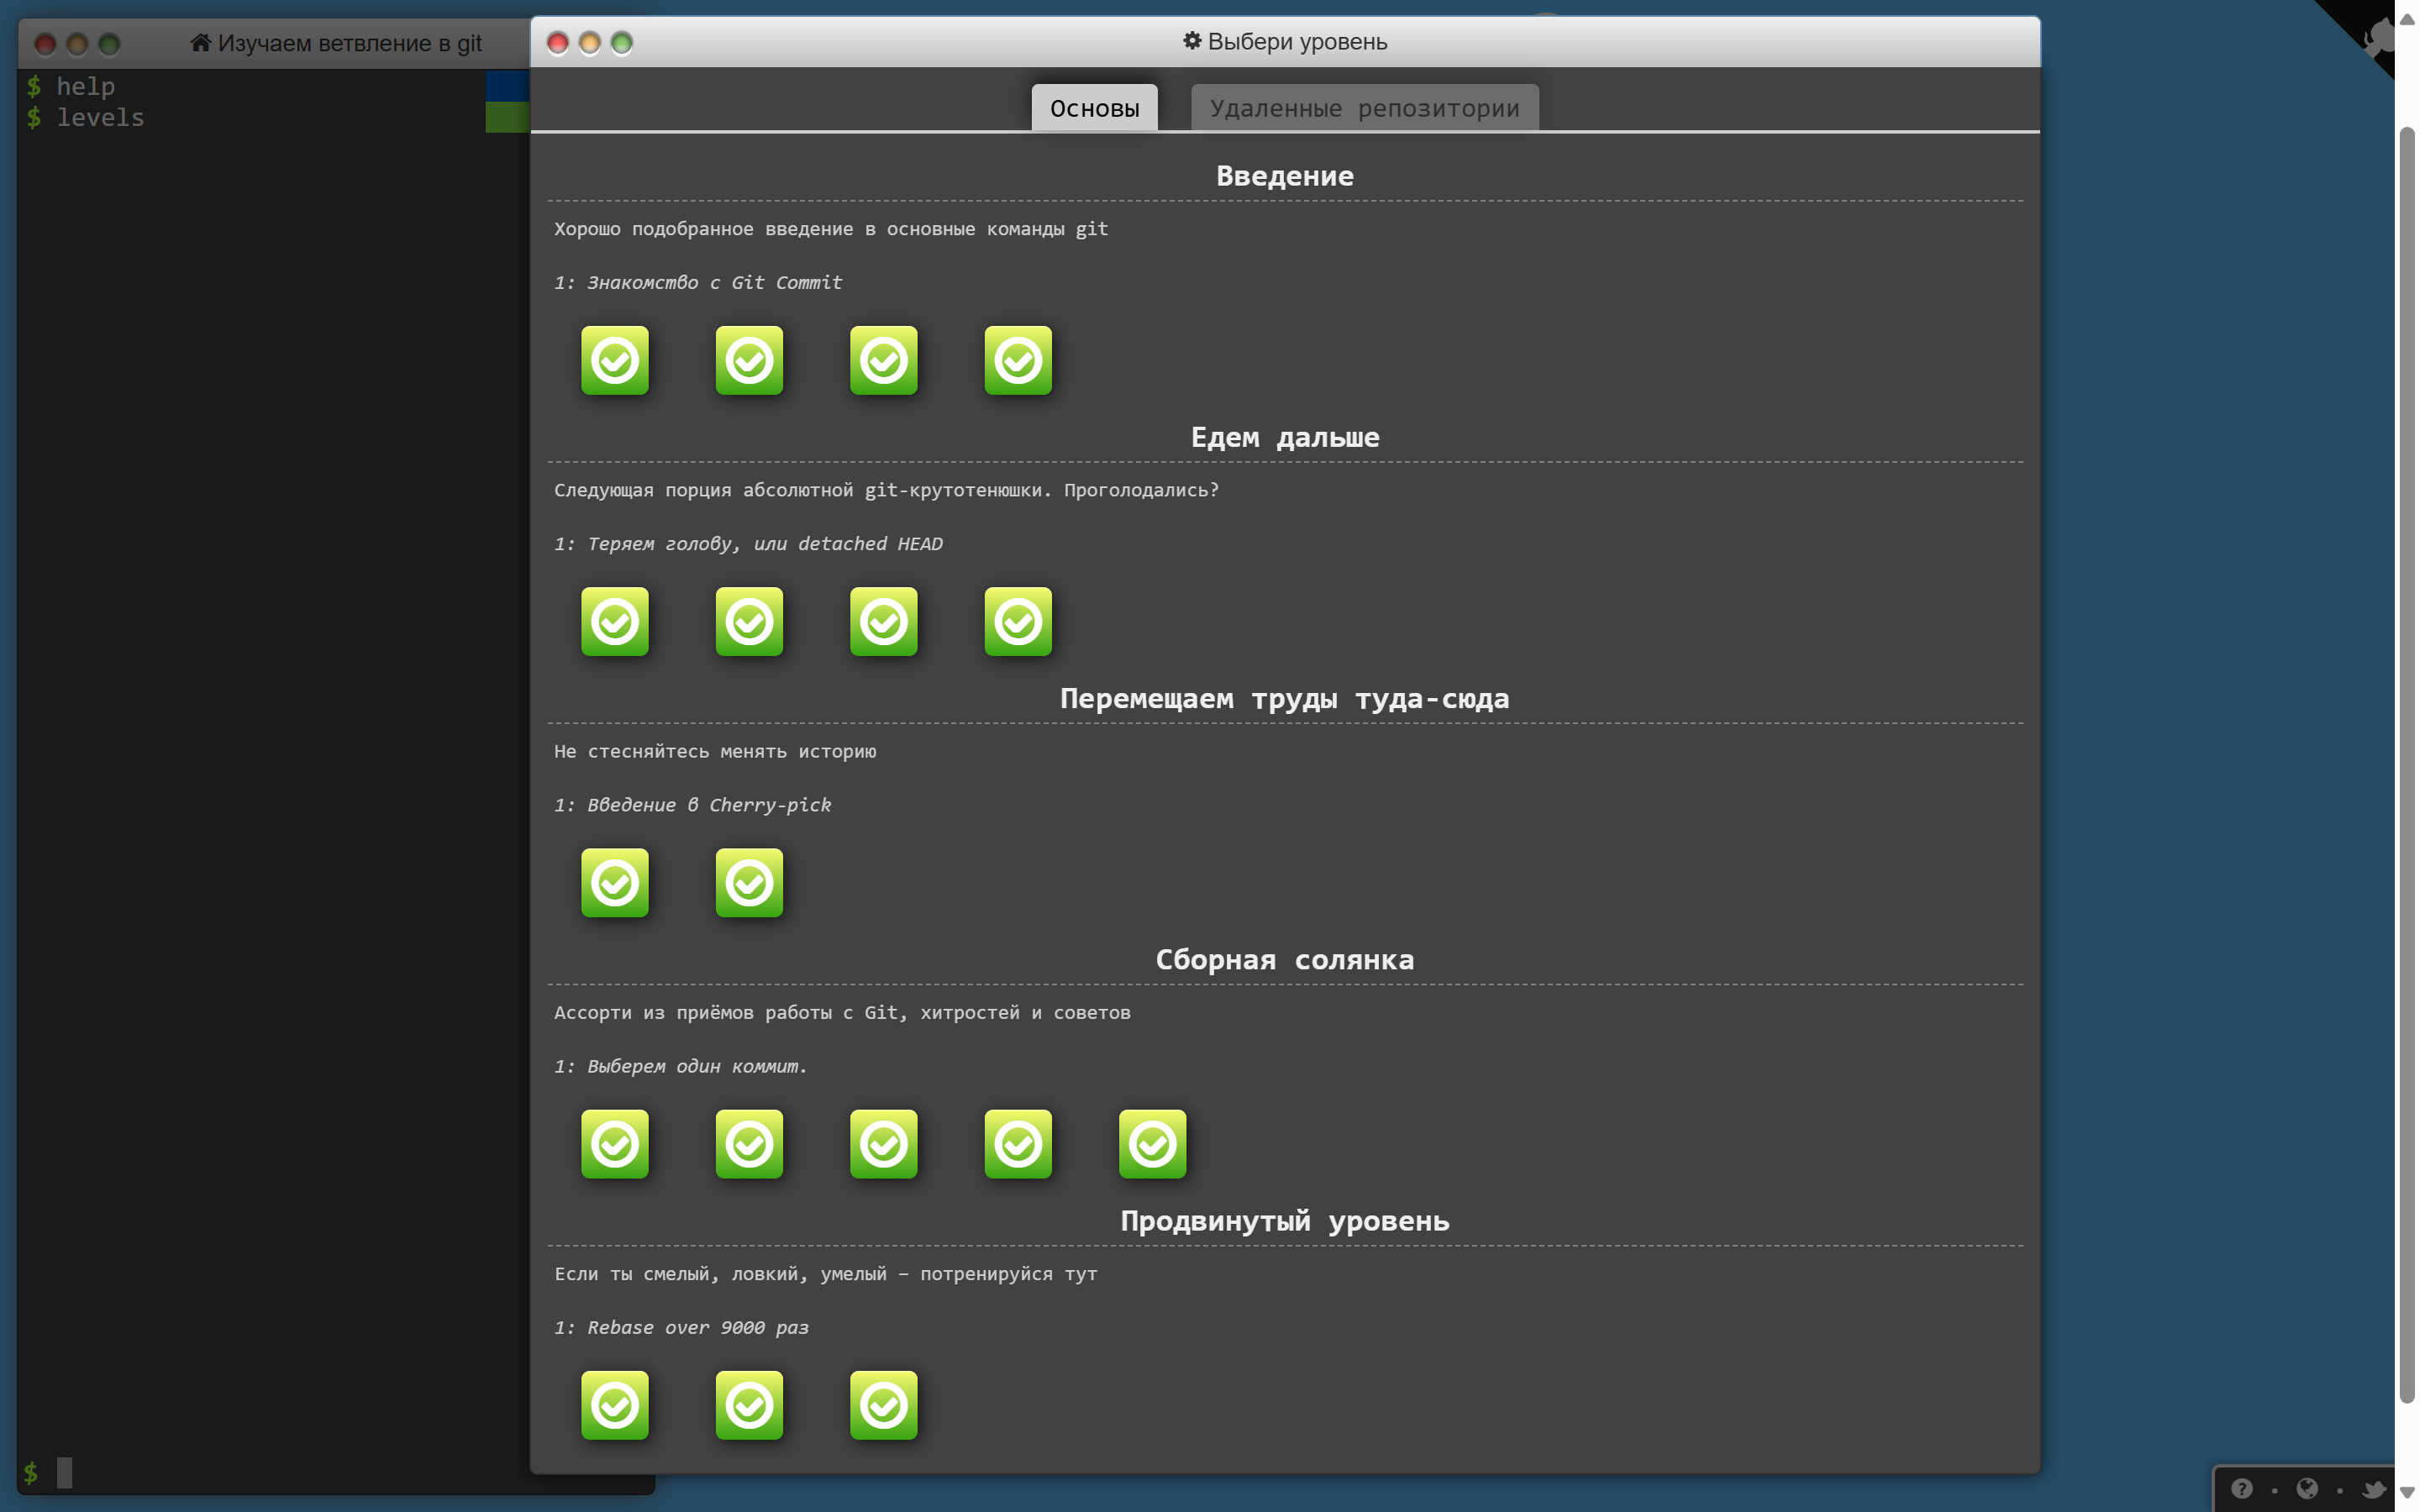 Изучаем ветвление в git
$ help
$ levels
$
Выбери уровень
Основы
Удаленные репозитории
Введение
Хорошо подобранное введение в основные команды git
1: Знакомство с Git Commit
Едем дальше
Следующая порция абсолютной git-крутотенюшки. Проголодались?
1: Теряем голову, или detached HEAD
Перемещаем труды туда-сюда
Не стесняйтесь менять историю
1: Введение в Cherry-pick
Сборная солянка
Ассорти из приёмов работы с Git, хитростей и советов
1: Выберем один коммит.
Продвинутый уровень
Если ты смелый, ловкий, умелый – потренируйся тут
1: Rebase over 9000 раз